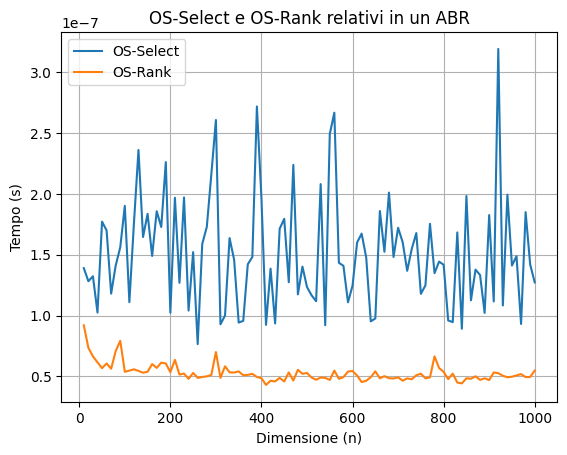 OS-Select e OS-Rank relativi in un ABR
1e−7
OS-Select
OS-Rank
3.0
2.5
2.0
1.5
1.0
0.5
Tempo (s)
0 200 400 600 800 1000
Dimensione (n)